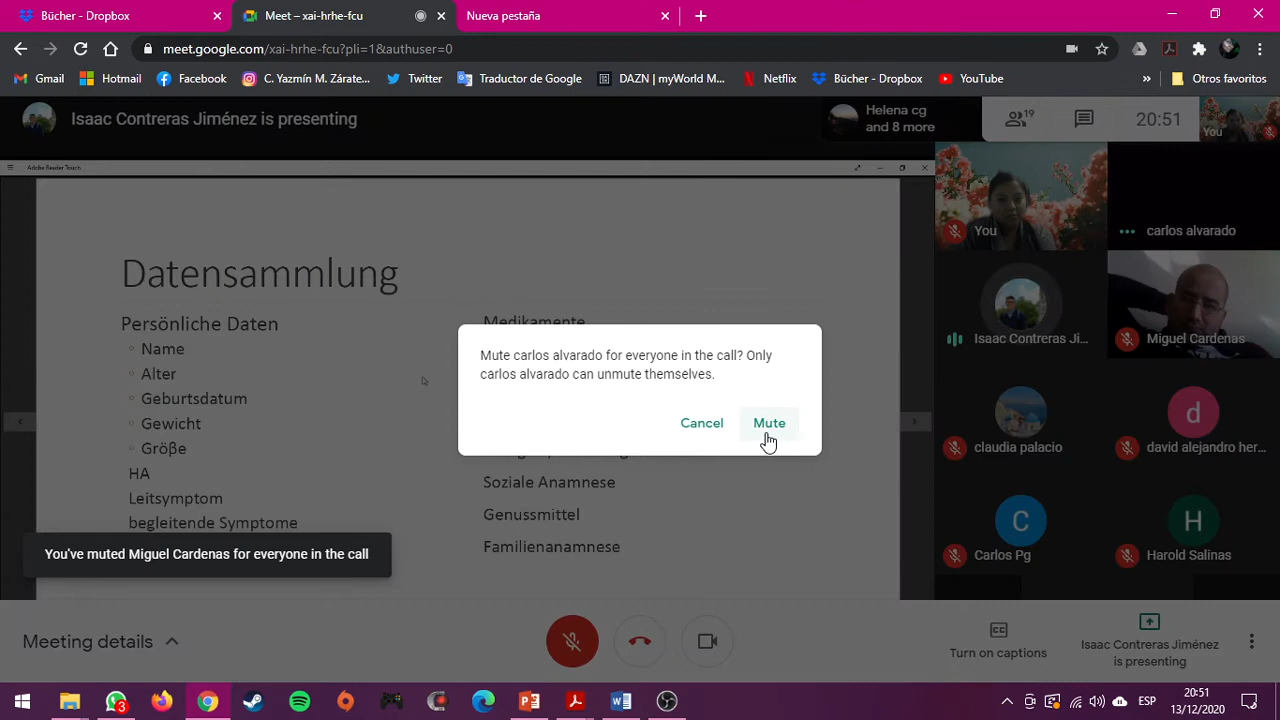 Bücher - Dropbox
Meet – xai-hrhe-fcu
Nueva pestaña
meet.google.com/xai-hrhe-fcu?pli=1&authuser=0
Gmail
Hotmail
Facebook
C. Yazmín M. Zárate...
Twitter
Traductor de Google
DAZN | myWorld M...
Netflix
Bücher - Dropbox
YouTube
»
Otros favoritos
Isaac Contreras Jiménez is presenting
Helena cg
and 8 more
19
20:51
You
Adobe Reader Touch
Datensammlung
Persönliche Daten
Name
Alter
Geburtsdatum
Gewicht
Größe
HA
Leitsymptom
begleitende Symptome
Medikamente
Soziale Anamnese
Genussmittel
Familienanamnese
Mute carlos alvarado for everyone in the call? Only
carlos alvarado can unmute themselves.
Cancel
Mute
You've muted Miguel Cardenas for everyone in the call
You
carlos alvarado
Isaac Contreras Ji...
Miguel Cardenas
claudia palacio
d
david alejandro her...
C
Carlos Pg
H
Harold Salinas
Meeting details
CC
Turn on captions
Isaac Contreras Jiménez
is presenting
3
ESP
20:51
13/12/2020